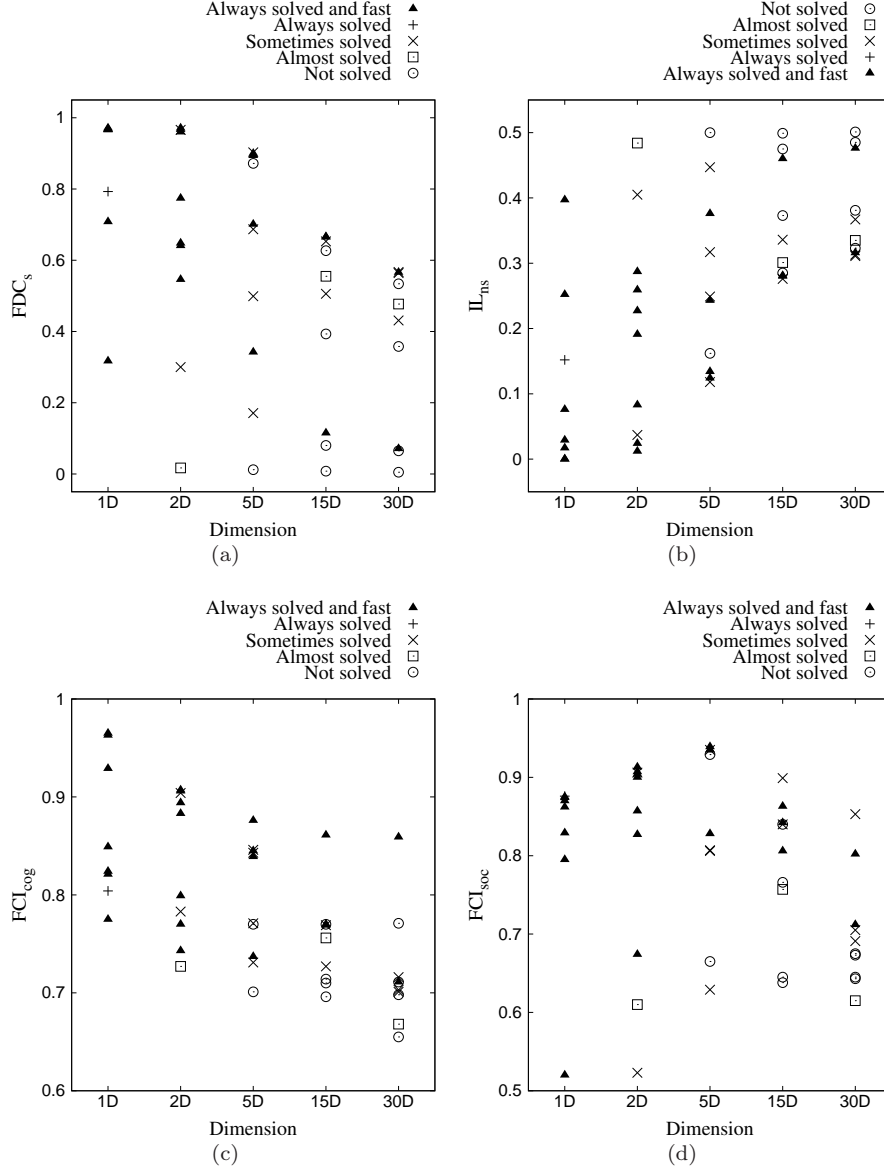 Always solved and fast
Always solved
Sometimes solved
Almost solved
Not solved
1
0.8
0.6
0.4
0.2
0
FDCs
1D 2D 5D 15D 30D
Dimension
(a)
Not solved
Almost solved
Sometimes solved
Always solved
Always solved and fast
0.5
0.4
0.3
0.2
0.1
0
ILns
1D 2D 5D 15D 30D
Dimension
(b)
Always solved and fast
Always solved
Sometimes solved
Almost solved
Not solved
1
0.9
0.8
0.7
0.6
FCIcog
1D 2D 5D 15D 30D
Dimension
(c)
Always solved and fast
Always solved
Sometimes solved
Almost solved
Not solved
1
0.9
0.8
0.7
0.6
0.5
FCIsoc
1D 2D 5D 15D 30D
Dimension
(d)